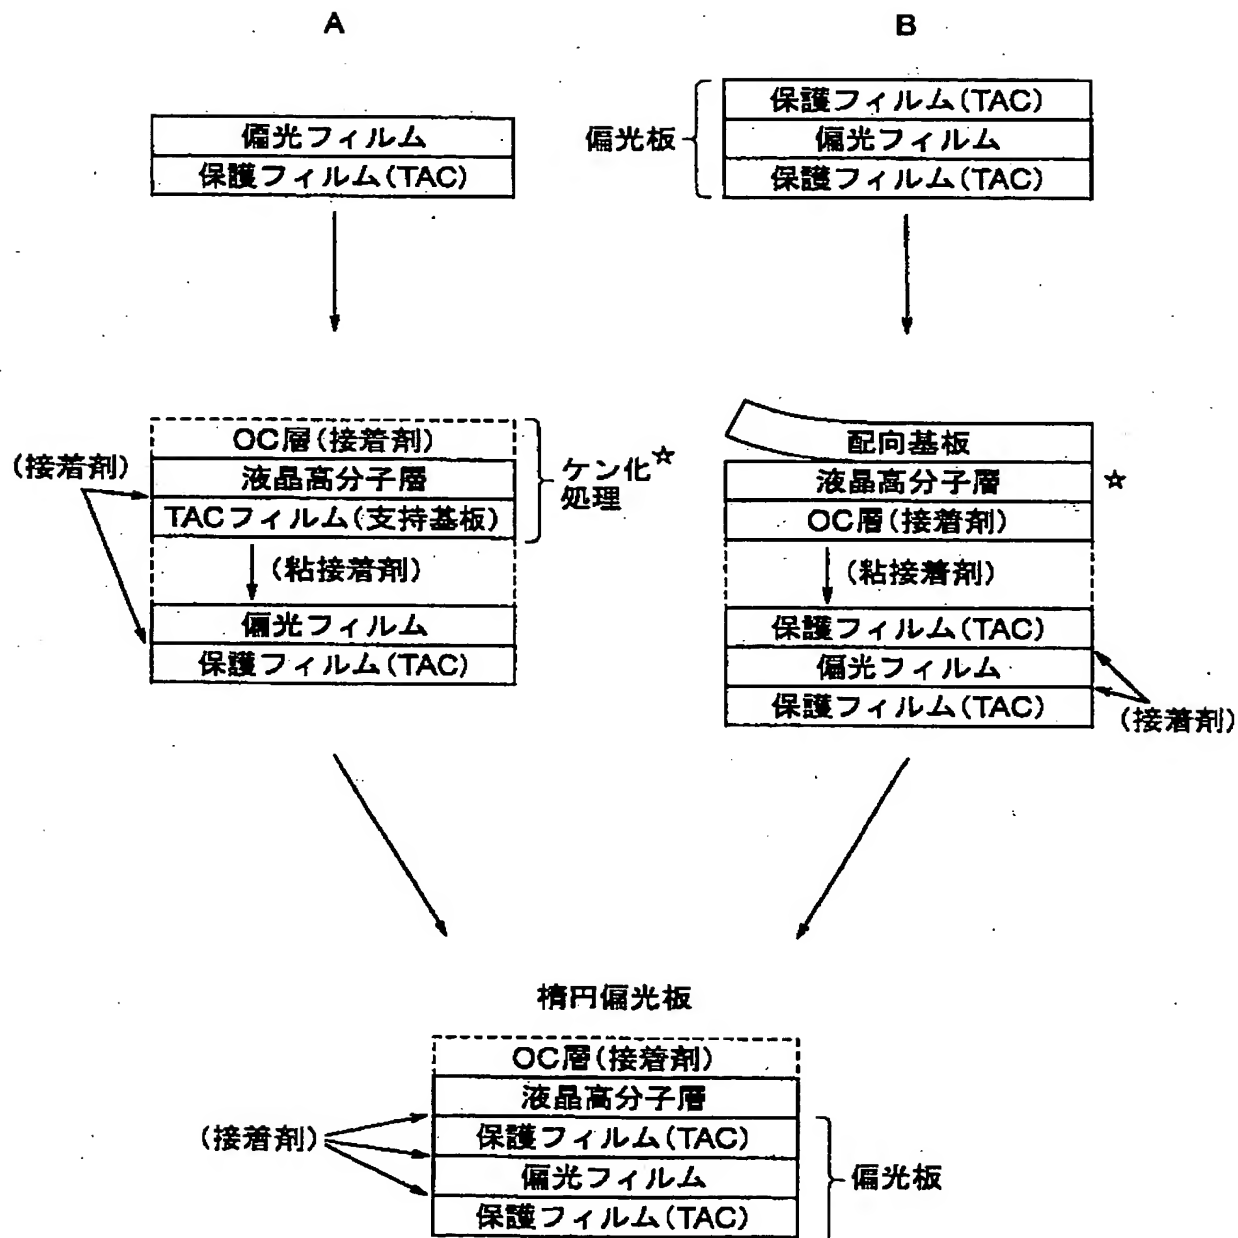 A
偏光フィルム
保護フィルム(TAC)
(接着剤)
OC層(接着剤)
液晶高分子層
TACフィルム(支持基板)
ケン化☆
処理
(粘接着剤)
偏光フィルム
保護フィルム(TAC)
B
偏光板
保護フィルム(TAC)
偏光フィルム
保護フィルム(TAC)
配向基板
液晶高分子層
☆
OC層(接着剤)
(粘接着剤)
保護フィルム(TAC)
偏光フィルム
保護フィルム(TAC)
(接着剤)
楕円偏光板
OC層(接着剤)
液晶高分子層
(接着剤)
保護フィルム(TAC)
偏光フィルム
保護フィルム(TAC)
偏光板